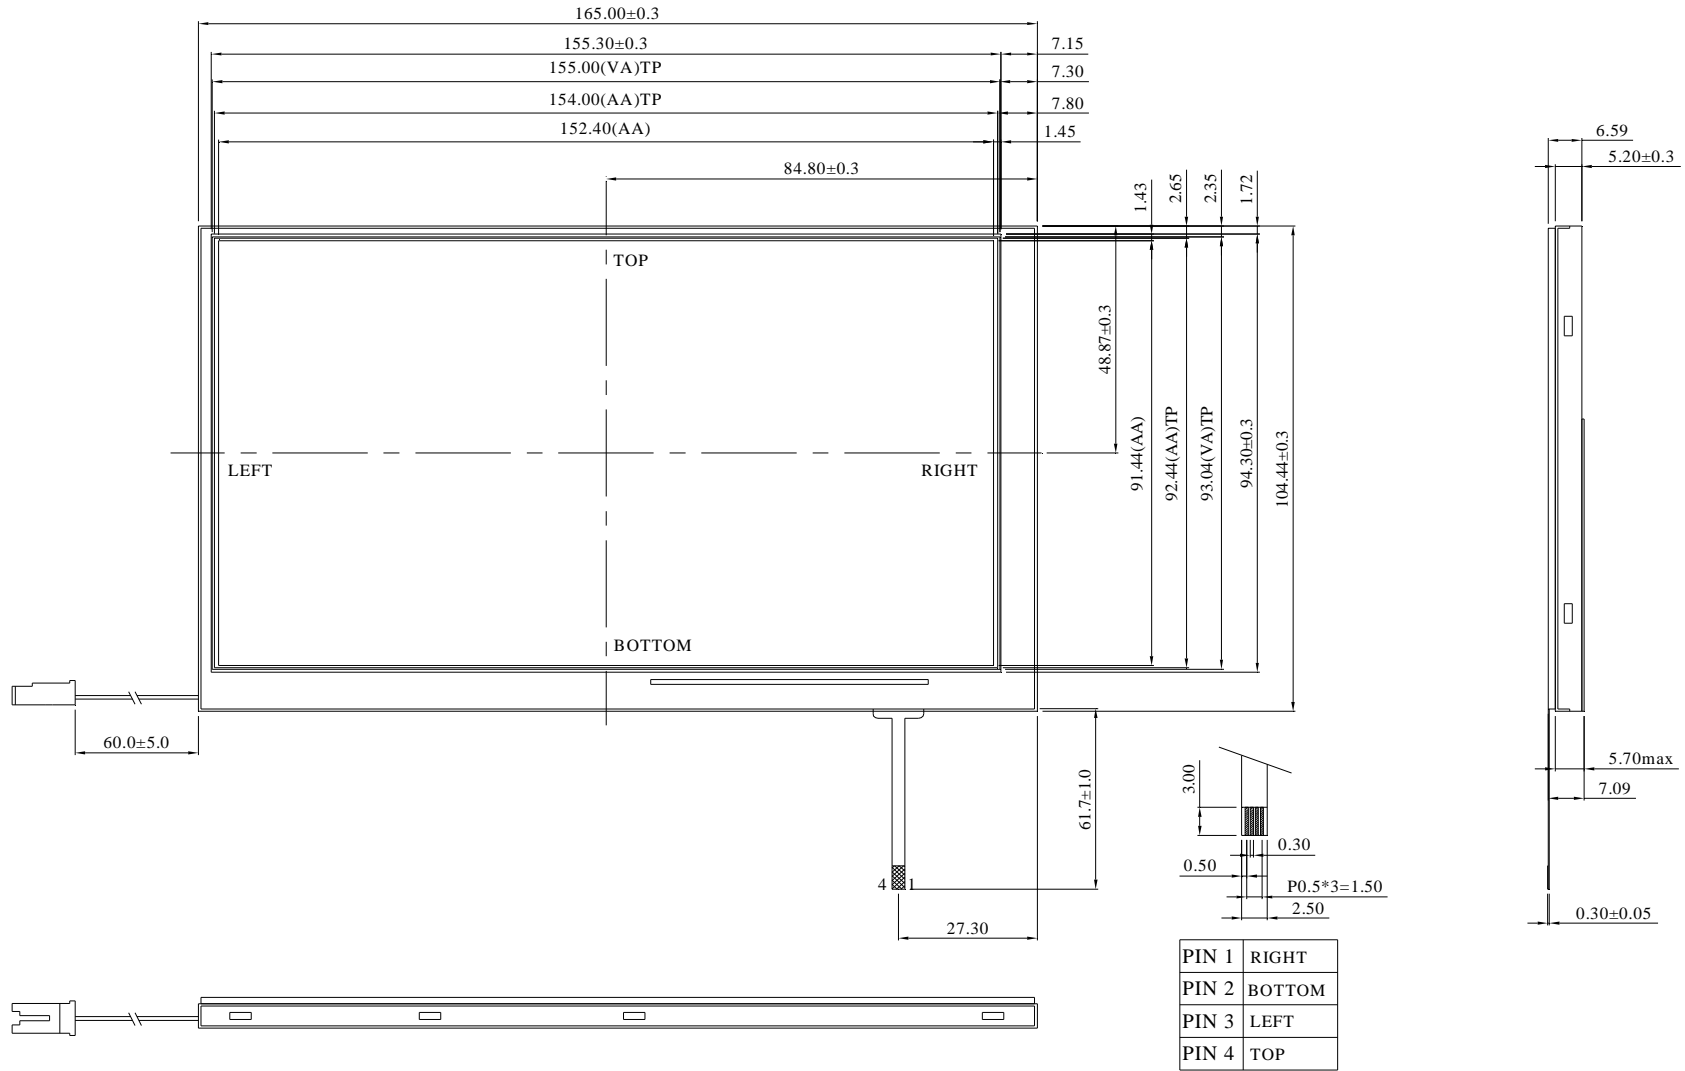 165.00±0.3
155.30±0.3
7.15
155.00(VA)TP
7.30
154.00(AA)TP
7.80
152.40(AA)
1.45
84.80±0.3
1.43
2.65
2.35
1.72
6.59
5.20±0.3
TOP
48.87±0.3
91.44(AA)
92.44(AA)TP
93.04(VA)TP
94.30±0.3
104.44±0.3
LEFT
RIGHT
BOTTOM
60.0±5.0
61.7±1.0
3.00
5.70max
7.09
0.30
0.50
P0.5*3=1.50
2.50
4 1
27.30
0.30±0.05
PIN 1 RIGHT
PIN 2 BOTTOM
PIN 3 LEFT
PIN 4 TOP